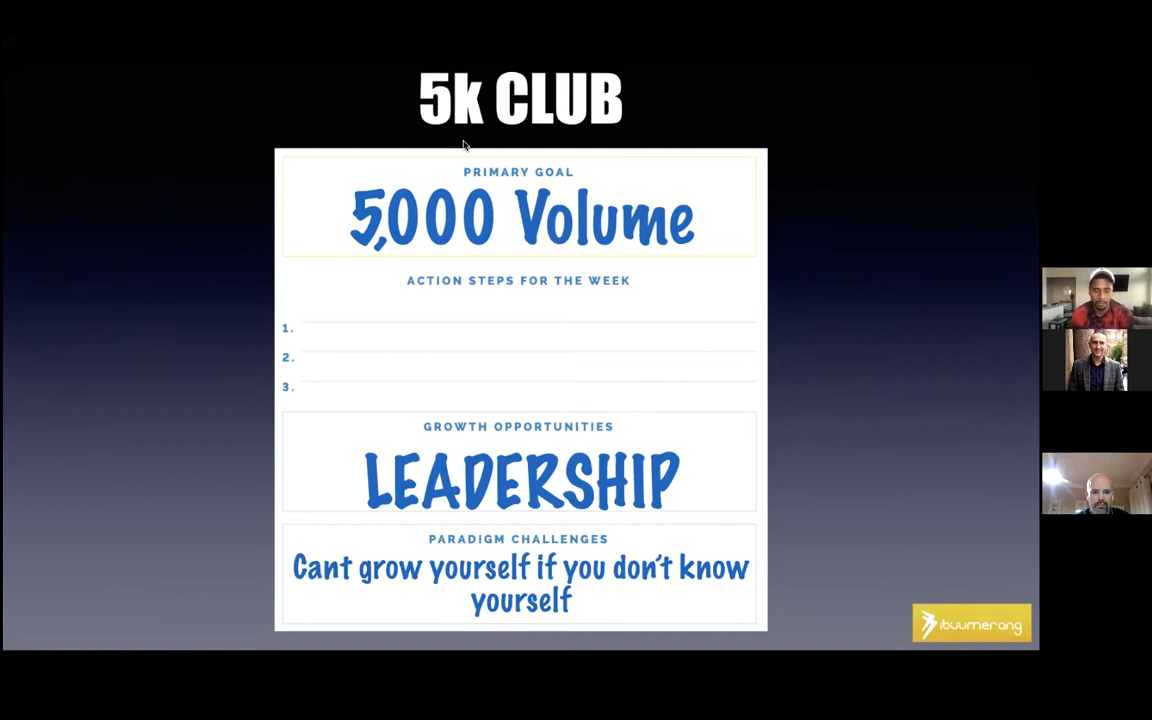 5k CLUB
PRIMARY GOAL
5,000 Volume
ACTION STEPS FOR THE WEEK
1.
2.
3.
GROWTH OPPORTUNITIES
LEADERSHIP
PARADIGM CHALLENGES
Cant grow yourself if you don't know
yourself
ibuumerang